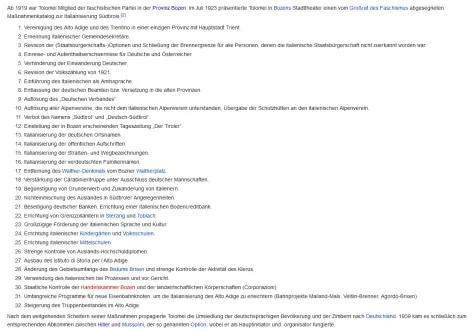 Ab 1919 war Tolomei Mitglied der faschistischen Partei in der Provinz Bozen. Im Juli 1923 präsentierte Tolomei in Bozens Stadttheater einen vom Großrat des Faschismus abgesegneten
Maßnahmenkatalog zur Italianisierung Südtirols:[2]
1. Vereinigung des Alto Adige und des Trentino in einer einzigen Provinz mit Hauptstadt Trient.
2. Ernennung italienischer Gemeindesekretäre.
3. Revision der (Staatsbürgerschafts-)Optionen und Schließung der Brennergrenze für alle Personen, denen die italienische Staatsbürgerschaft nicht zuerkannt worden war.
4. Einreise- und Aufenthaltserschwernisse für Deutsche und Österreicher.
5. Verhinderung der Einwanderung Deutscher.
6. Revision der Volkszählung von 1921.
7. Einführung des Italienischen als Amtssprache.
8. Entlassung der deutschen Beamten bzw. Versetzung in die alten Provinzen.
9. Auflösung des „Deutschen Verbandes“.
10. Auflösung aller Alpenvereine, die nicht dem italienischen Alpenverein unterstanden; Übergabe der Schutzhütten an den italienischen Alpenverein.
11. Verbot des Namens „Südtirol“ und „Deutsch-Südtirol“.
12. Einstellung der in Bozen erscheinenden Tageszeitung „Der Tiroler“.
13. Italianisierung der deutschen Ortsnamen.
14. Italianisierung der öffentlichen Aufschriften.
15. Italianisierung der Straßen- und Wegbezeichnungen.
16. Italianisierung der verdeutschten Familiennamen.
17. Entfernung des Walther-Denkmals vom Bozner Waltherplatz.
18. Verstärkung der Carabinieritruppe unter Ausschluss deutscher Mannschaften.
19. Begünstigung von Grunderwerb und Zuwanderung von Italienern.
20. Nichteinmischung des Auslandes in Südtiroler Angelegenheiten.
21. Beseitigung deutscher Banken, Errichtung einer italienischen Bodencreditbank.
22. Errichtung von Grenzzollämtern in Sterzing und Toblach.
23. Großzügige Förderung der italienischen Sprache und Kultur.
24. Errichtung italienischer Kindergärten und Volksschulen.
25. Errichtung italienischer Mittelschulen.
26. Strenge Kontrolle von Auslands-Hochschuldiplomen.
27. Ausbau des Istituto di Storia per l'Alto Adige.
28. Änderung des Gebietsumfangs des Bistums Brixen und strenge Kontrolle der Aktivität des Klerus.
29. Verwendung des Italienischen bei Prozessen und vor Gericht.
30. Staatliche Kontrolle der Handelskammer Bozen und der landwirtschaftlichen Körperschaften (Corporazioni).
31. Umfangreiche Programme für neue Eisenbahnknoten, um die Italianisierung des Alto Adige zu erleichtern (Bahnprojekte Mailand-Mals, Veltlin-Brenner, Agordo-Brixen).
32. Steigerung des Truppenbestandes im Alto Adige.
Nach dem weitgehenden Scheitern seiner Maßnahmen propagierte Tolomei die Umsiedlung der deutschsprachigen Bevölkerung und der Zimbern nach Deutschland. 1939 kam es schließlich zum
entsprechenden Abkommen zwischen Hitler und Mussolini, der so genannten Option, wobei er als Hauptinitiator und -organisator fungierte.